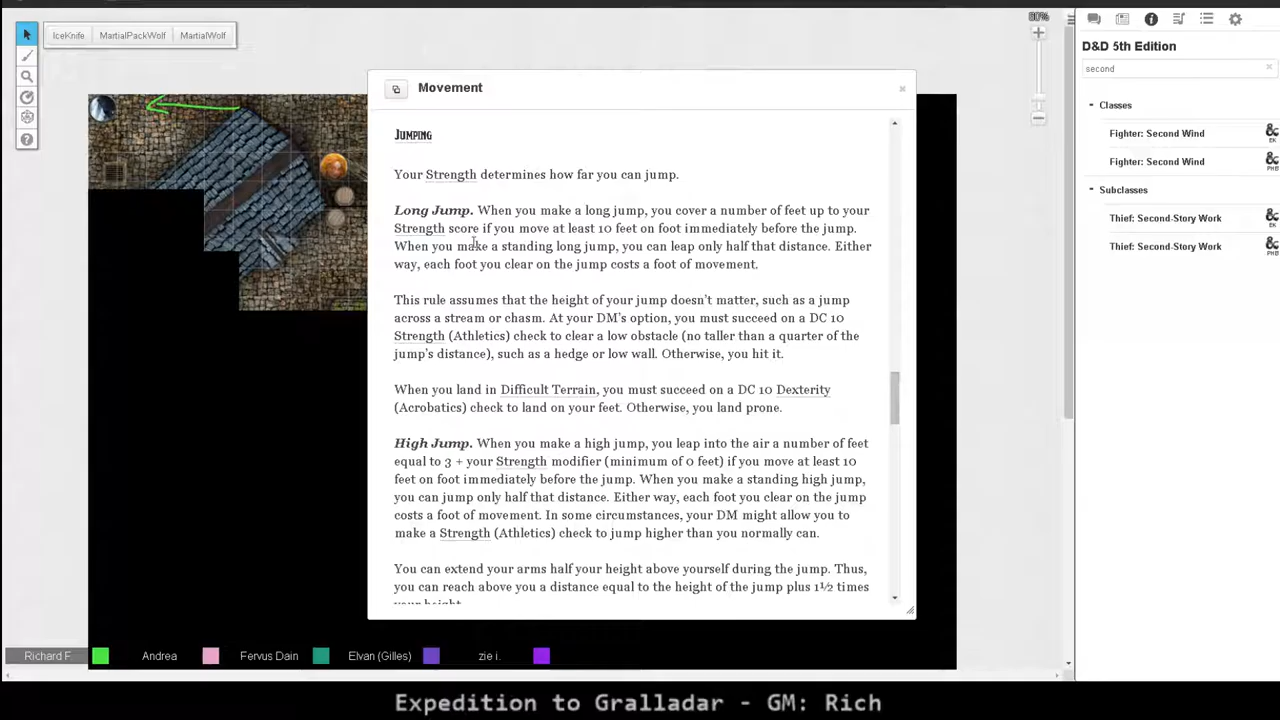 IceKnife MartialPackWolf MartialWolf
80%
D&D 5th Edition
second
Classes
Fighter: Second Wind
EK
Fighter: Second Wind
PHB
Subclasses
Thief: Second-Story Work
EK
Thief: Second-Story Work
PHB
Movement
Jumping
Your Strength determines how far you can jump.
Long Jump. When you make a long jump, you cover a number of feet up to your
Strength score if you move at least 10 feet on foot immediately before the jump.
When you make a standing long jump, you can leap only half that distance. Either
way, each foot you clear on the jump costs a foot of movement.
This rule assumes that the height of your jump doesn't matter, such as a jump
across a stream or chasm. At your DM's option, you must succeed on a DC 10
Strength (Athletics) check to clear a low obstacle (no taller than a quarter of the
jump's distance), such as a hedge or low wall. Otherwise, you hit it.
When you land in Difficult Terrain, you must succeed on a DC 10 Dexterity
(Acrobatics) check to land on your feet. Otherwise, you land prone.
High Jump. When you make a high jump, you leap into the air a number of feet
equal to 3 + your Strength modifier (minimum of 0 feet) if you move at least 10
feet on foot immediately before the jump. When you make a standing high jump,
you can jump only half that distance. Either way, each foot you clear on the jump
costs a foot of movement. In some circumstances, your DM might allow you to
make a Strength (Athletics) check to jump higher than you normally can.
You can extend your arms half your height above yourself during the jump. Thus,
you can reach above you a distance equal to the height of the jump plus 1½ times
your height.
Richard F Andrea Fervus Dain Elvan (Gilles) zie i.
Expedition to Gralladar - GM: Rich